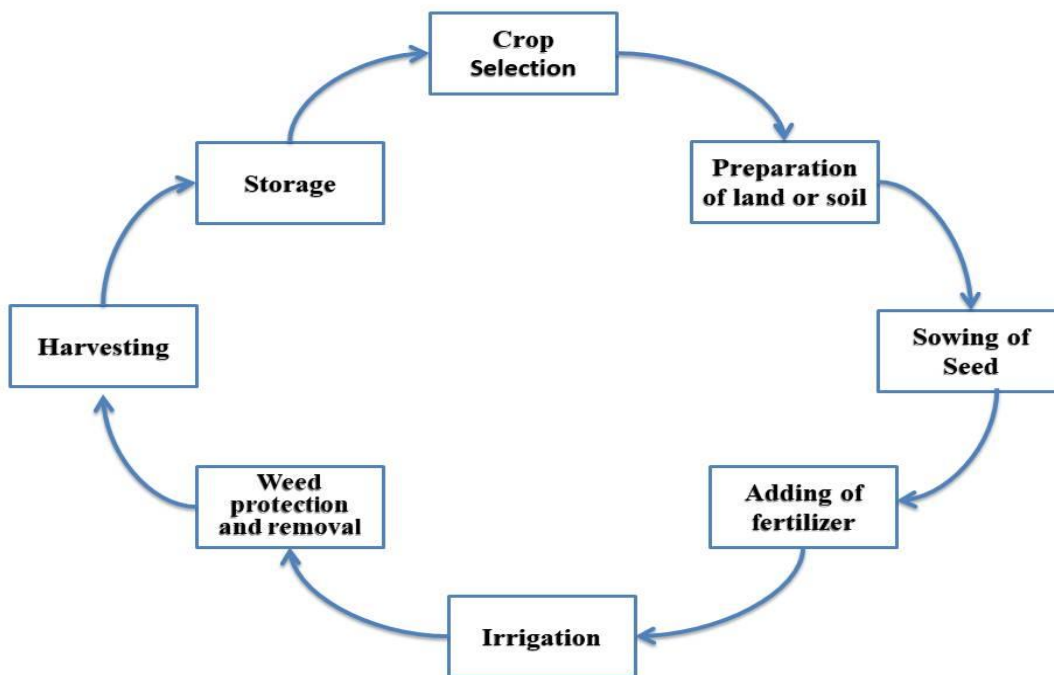 Crop
Selection
Preparation
of land or soil
Sowing of
Seed
Adding of
fertilizer
Irrigation
Weed
protection
and removal
Harvesting
Storage